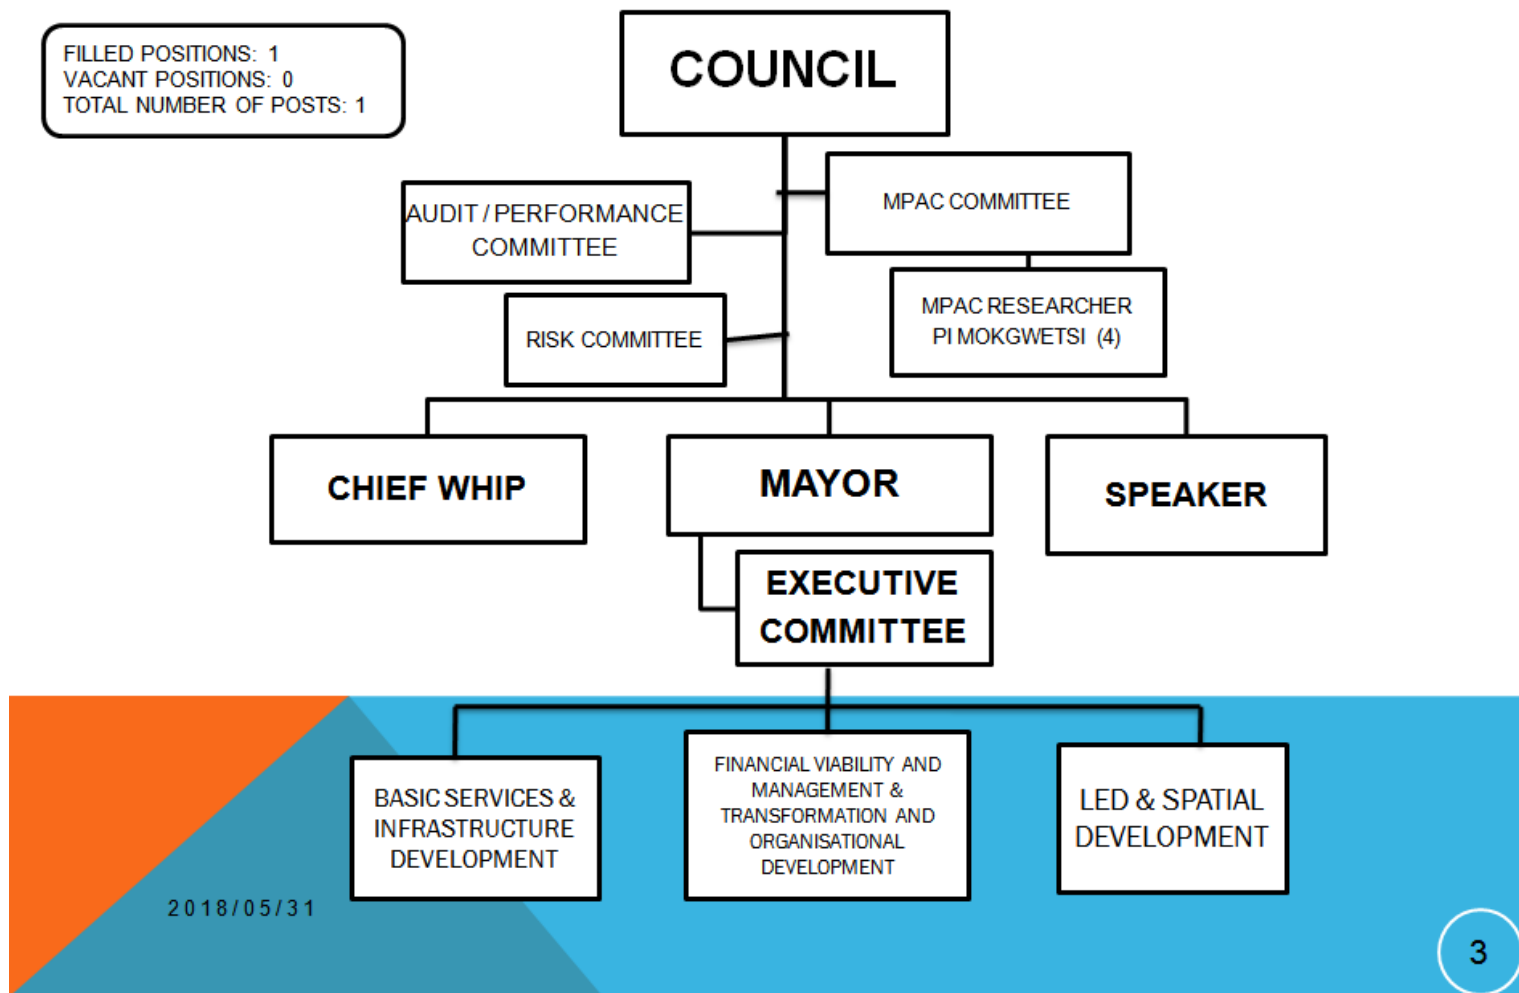 FILLED POSITIONS: 1
VACANT POSITIONS: 0
TOTAL NUMBER OF POSTS: 1
COUNCIL
AUDIT / PERFORMANCE
COMMITTEE
MPAC COMMITTEE
RISK COMMITTEE
MPAC RESEARCHER
PI MOKGWETSI (4)
CHIEF WHIP
MAYOR
SPEAKER
EXECUTIVE
COMMITTEE
BASIC SERVICES &
INFRASTRUCTURE
DEVELOPMENT
FINANCIAL VIABILITY AND
MANAGEMENT &
TRANSFORMATION AND
ORGANISATIONAL
DEVELOPMENT
LED & SPATIAL
DEVELOPMENT
2018/05/31
3